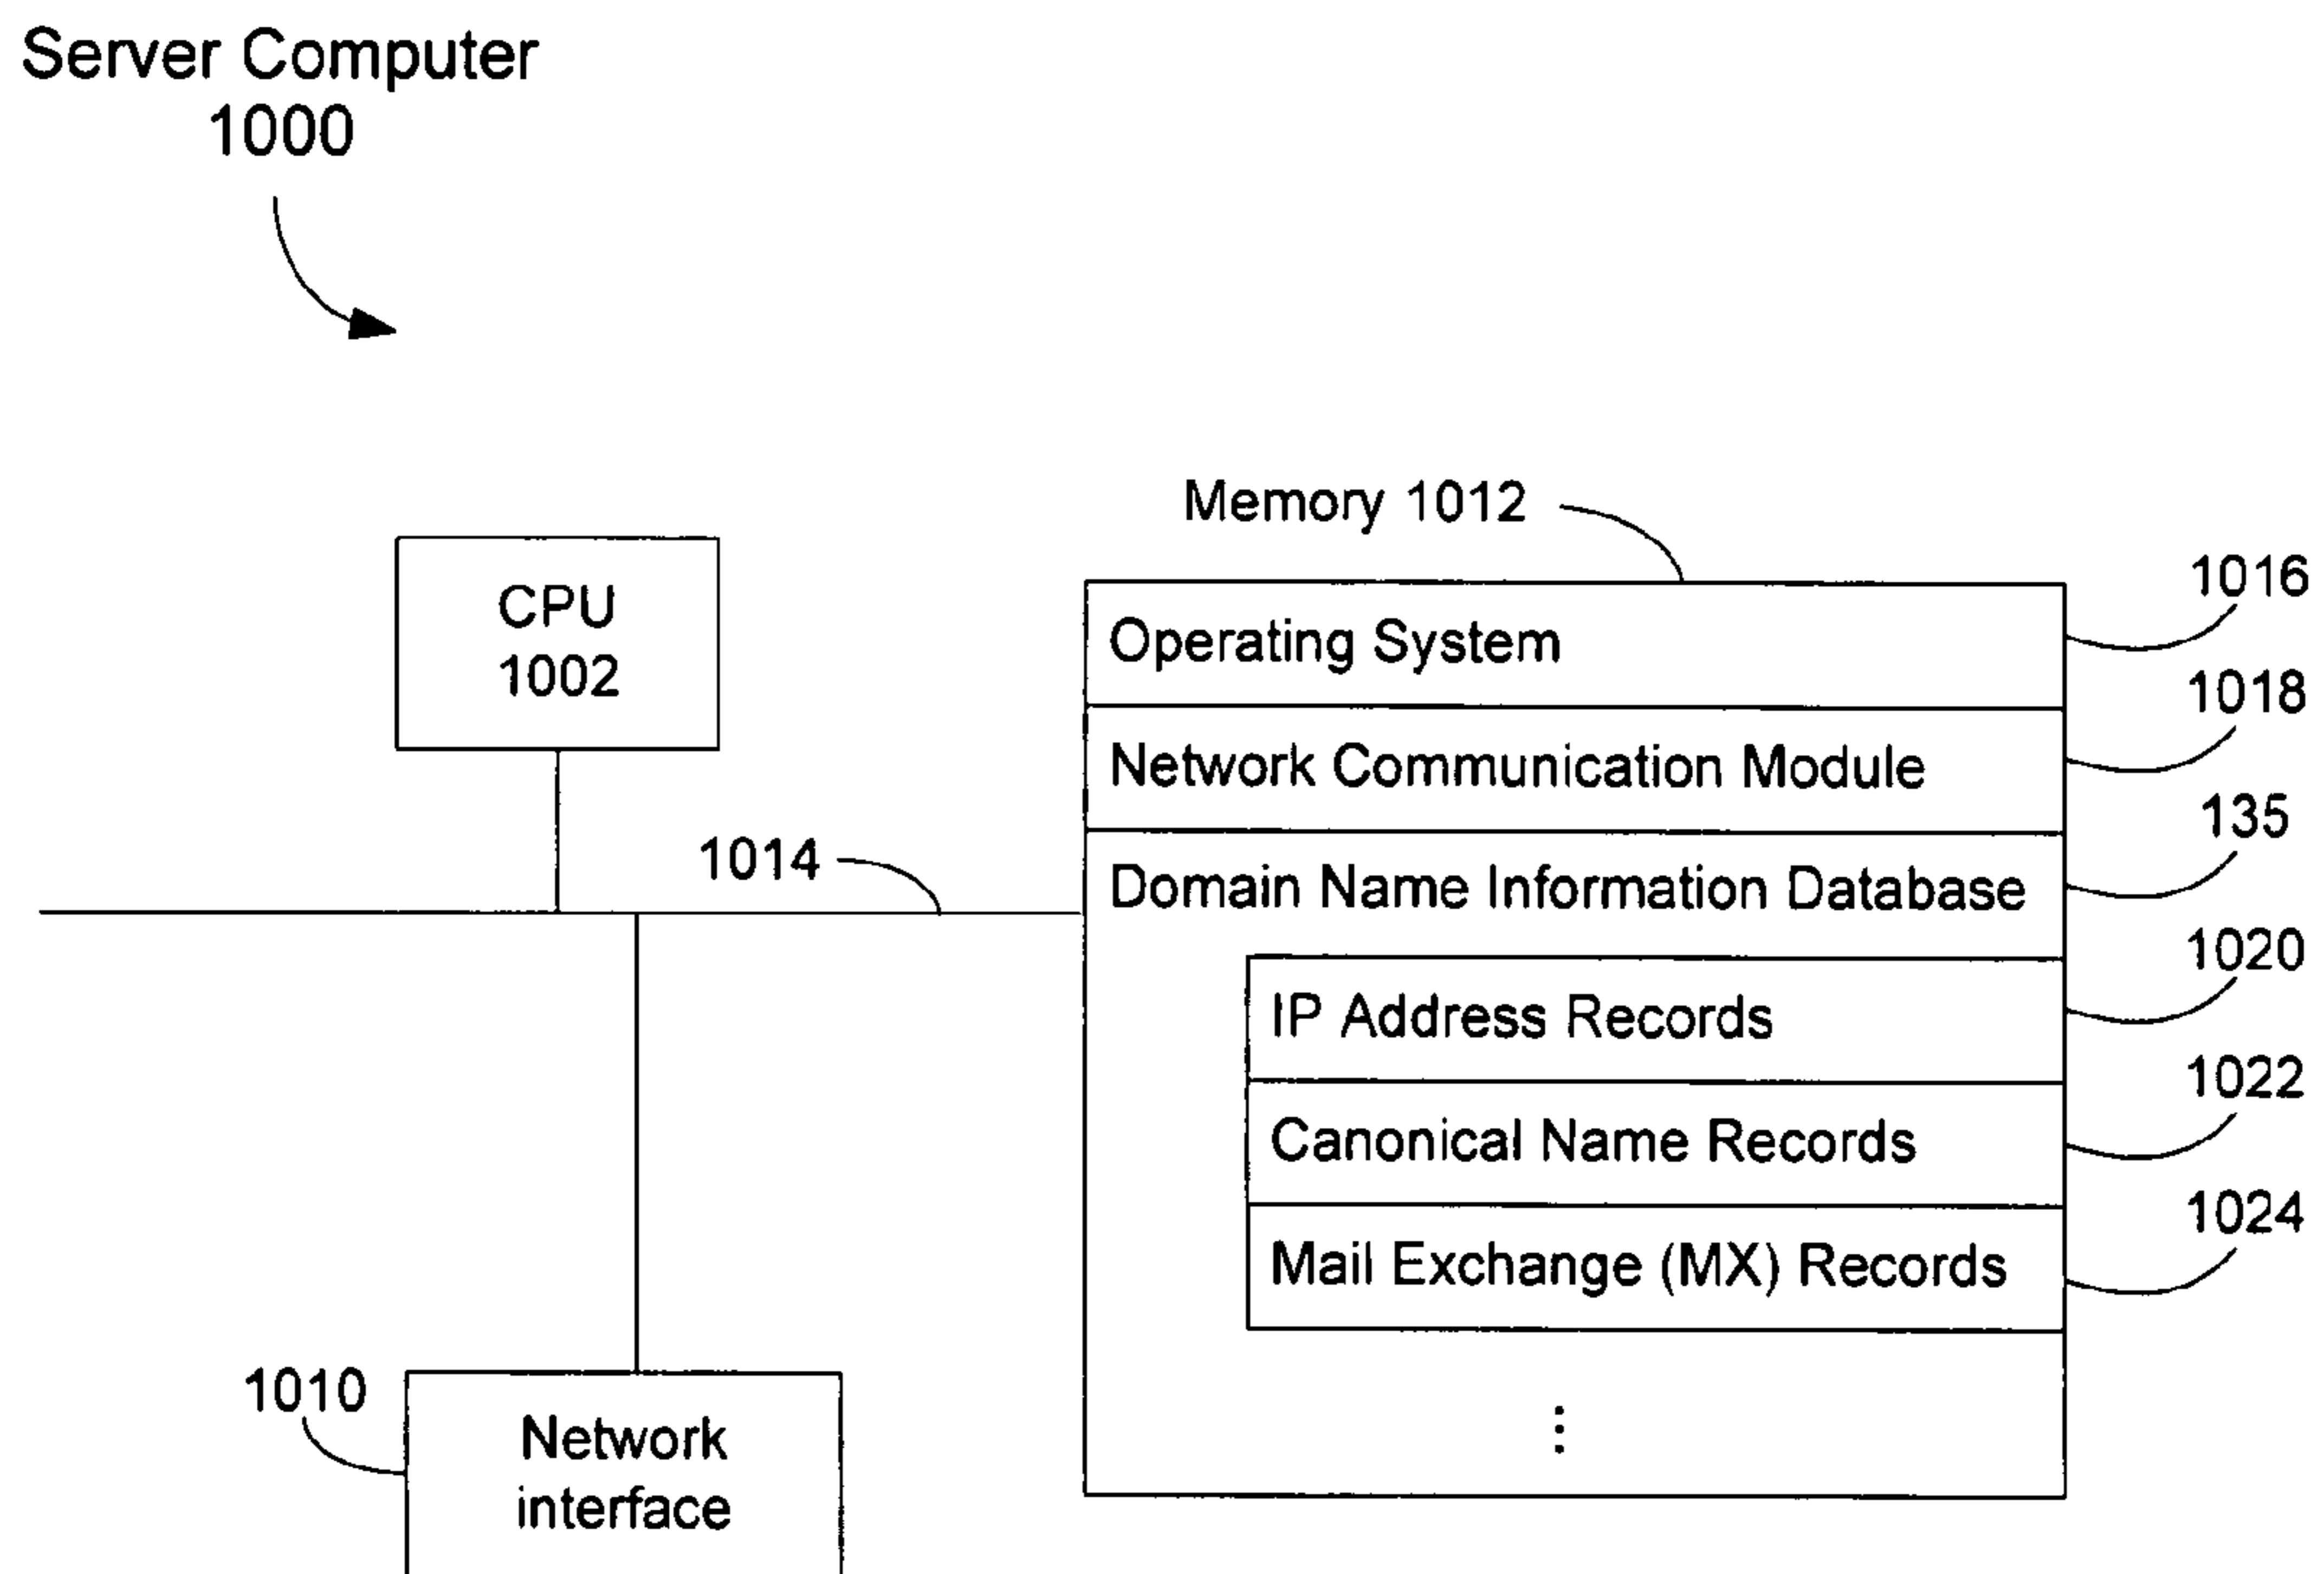 Server Computer
1000
Memory 1012
CPU
1002
1016
Operating System
1018
Network Communication Module
135
1014
Domain Name Information Database
1020
IP Address Records
1022
Canonical Name Records
1024
Mail Exchange (MX) Records
⋮
1010
Network
interface